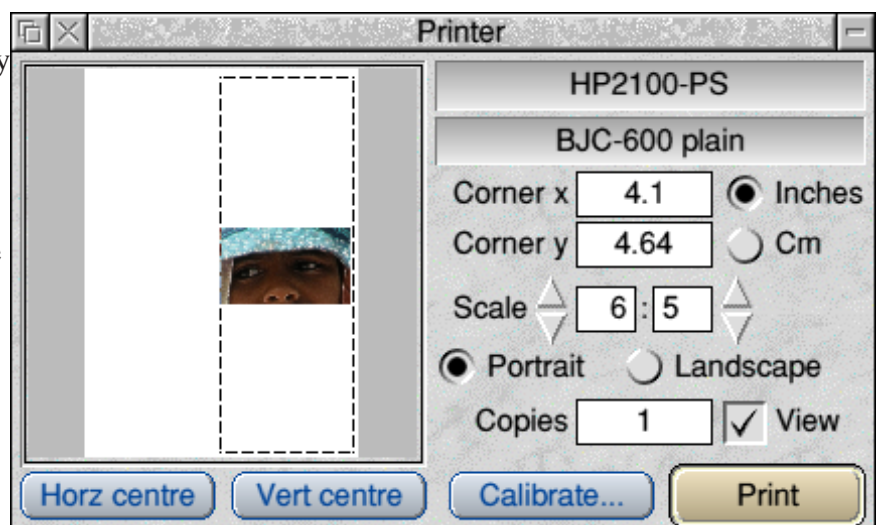 Printer
y
HP2100-PS
BJC-600 plain
Corner x 4.1 Inches
Corner y 4.64 Cm
Scale 6 : 5
Portrait Landscape
Copies 1 View
Horz centre Vert centre Calibrate... Print